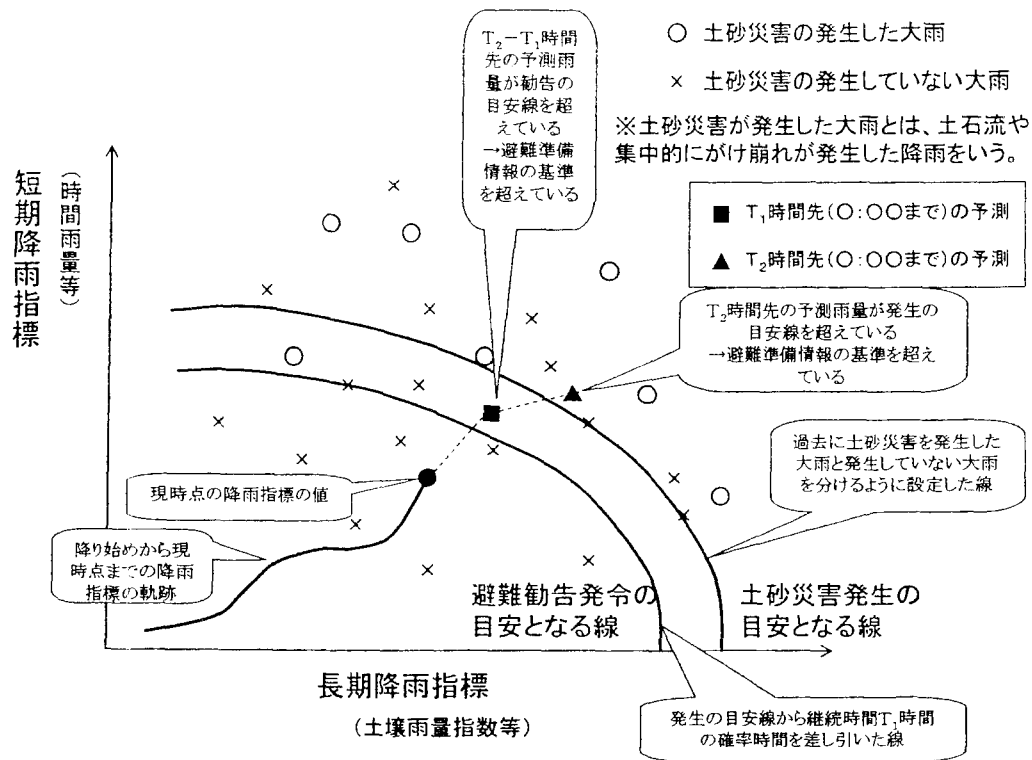 T₂−T₁時間
先の予測雨
量が勧告の
目安線を超
えている
→避難準備
情報の基準
を超えている
○ 土砂災害の発生した大雨
× 土砂災害の発生していない大雨
※土砂災害が発生した大雨とは、土石流や
集中的にがけ崩れが発生した降雨をいう。
■ T₁時間先(○:○○まで)の予測
▲ T₂時間先(○:○○まで)の予測
短期降雨指標
(時間雨量等)
T₂時間先の予測雨量が発生の
目安線を超えている
→避難準備情報の基準を超え
ている
過去に土砂災害を発生した
大雨と発生していない大雨
を分けるように設定した線
現時点の降雨指標の値
降り始めから現
時点までの降雨
指標の軌跡
避難勧告発令の
目安となる線
土砂災害発生の
目安となる線
長期降雨指標
(土壌雨量指数等)
発生の目安線から継続時間T₁時間
の確率時間を差し引いた線